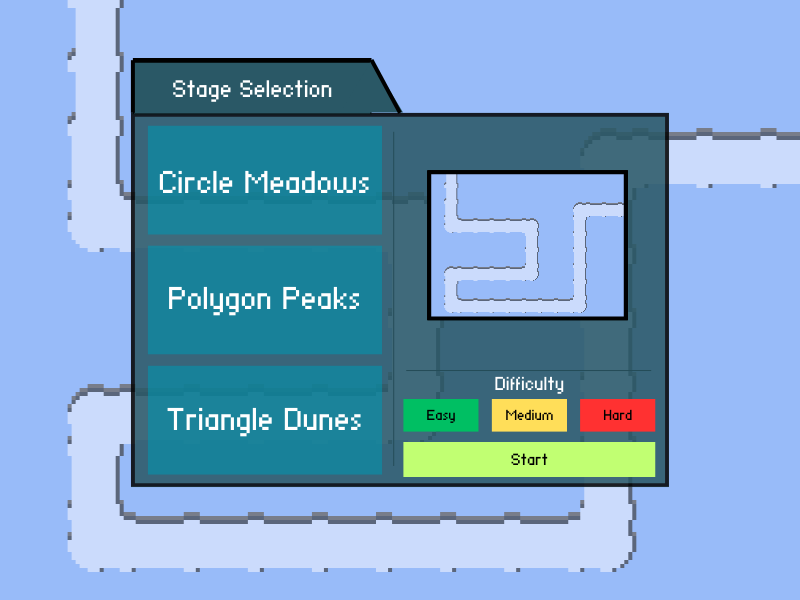 Stage Selection
Circle Meadows
Polygon Peaks
Triangle Dunes
Difficulty
Easy Medium Hard
Start